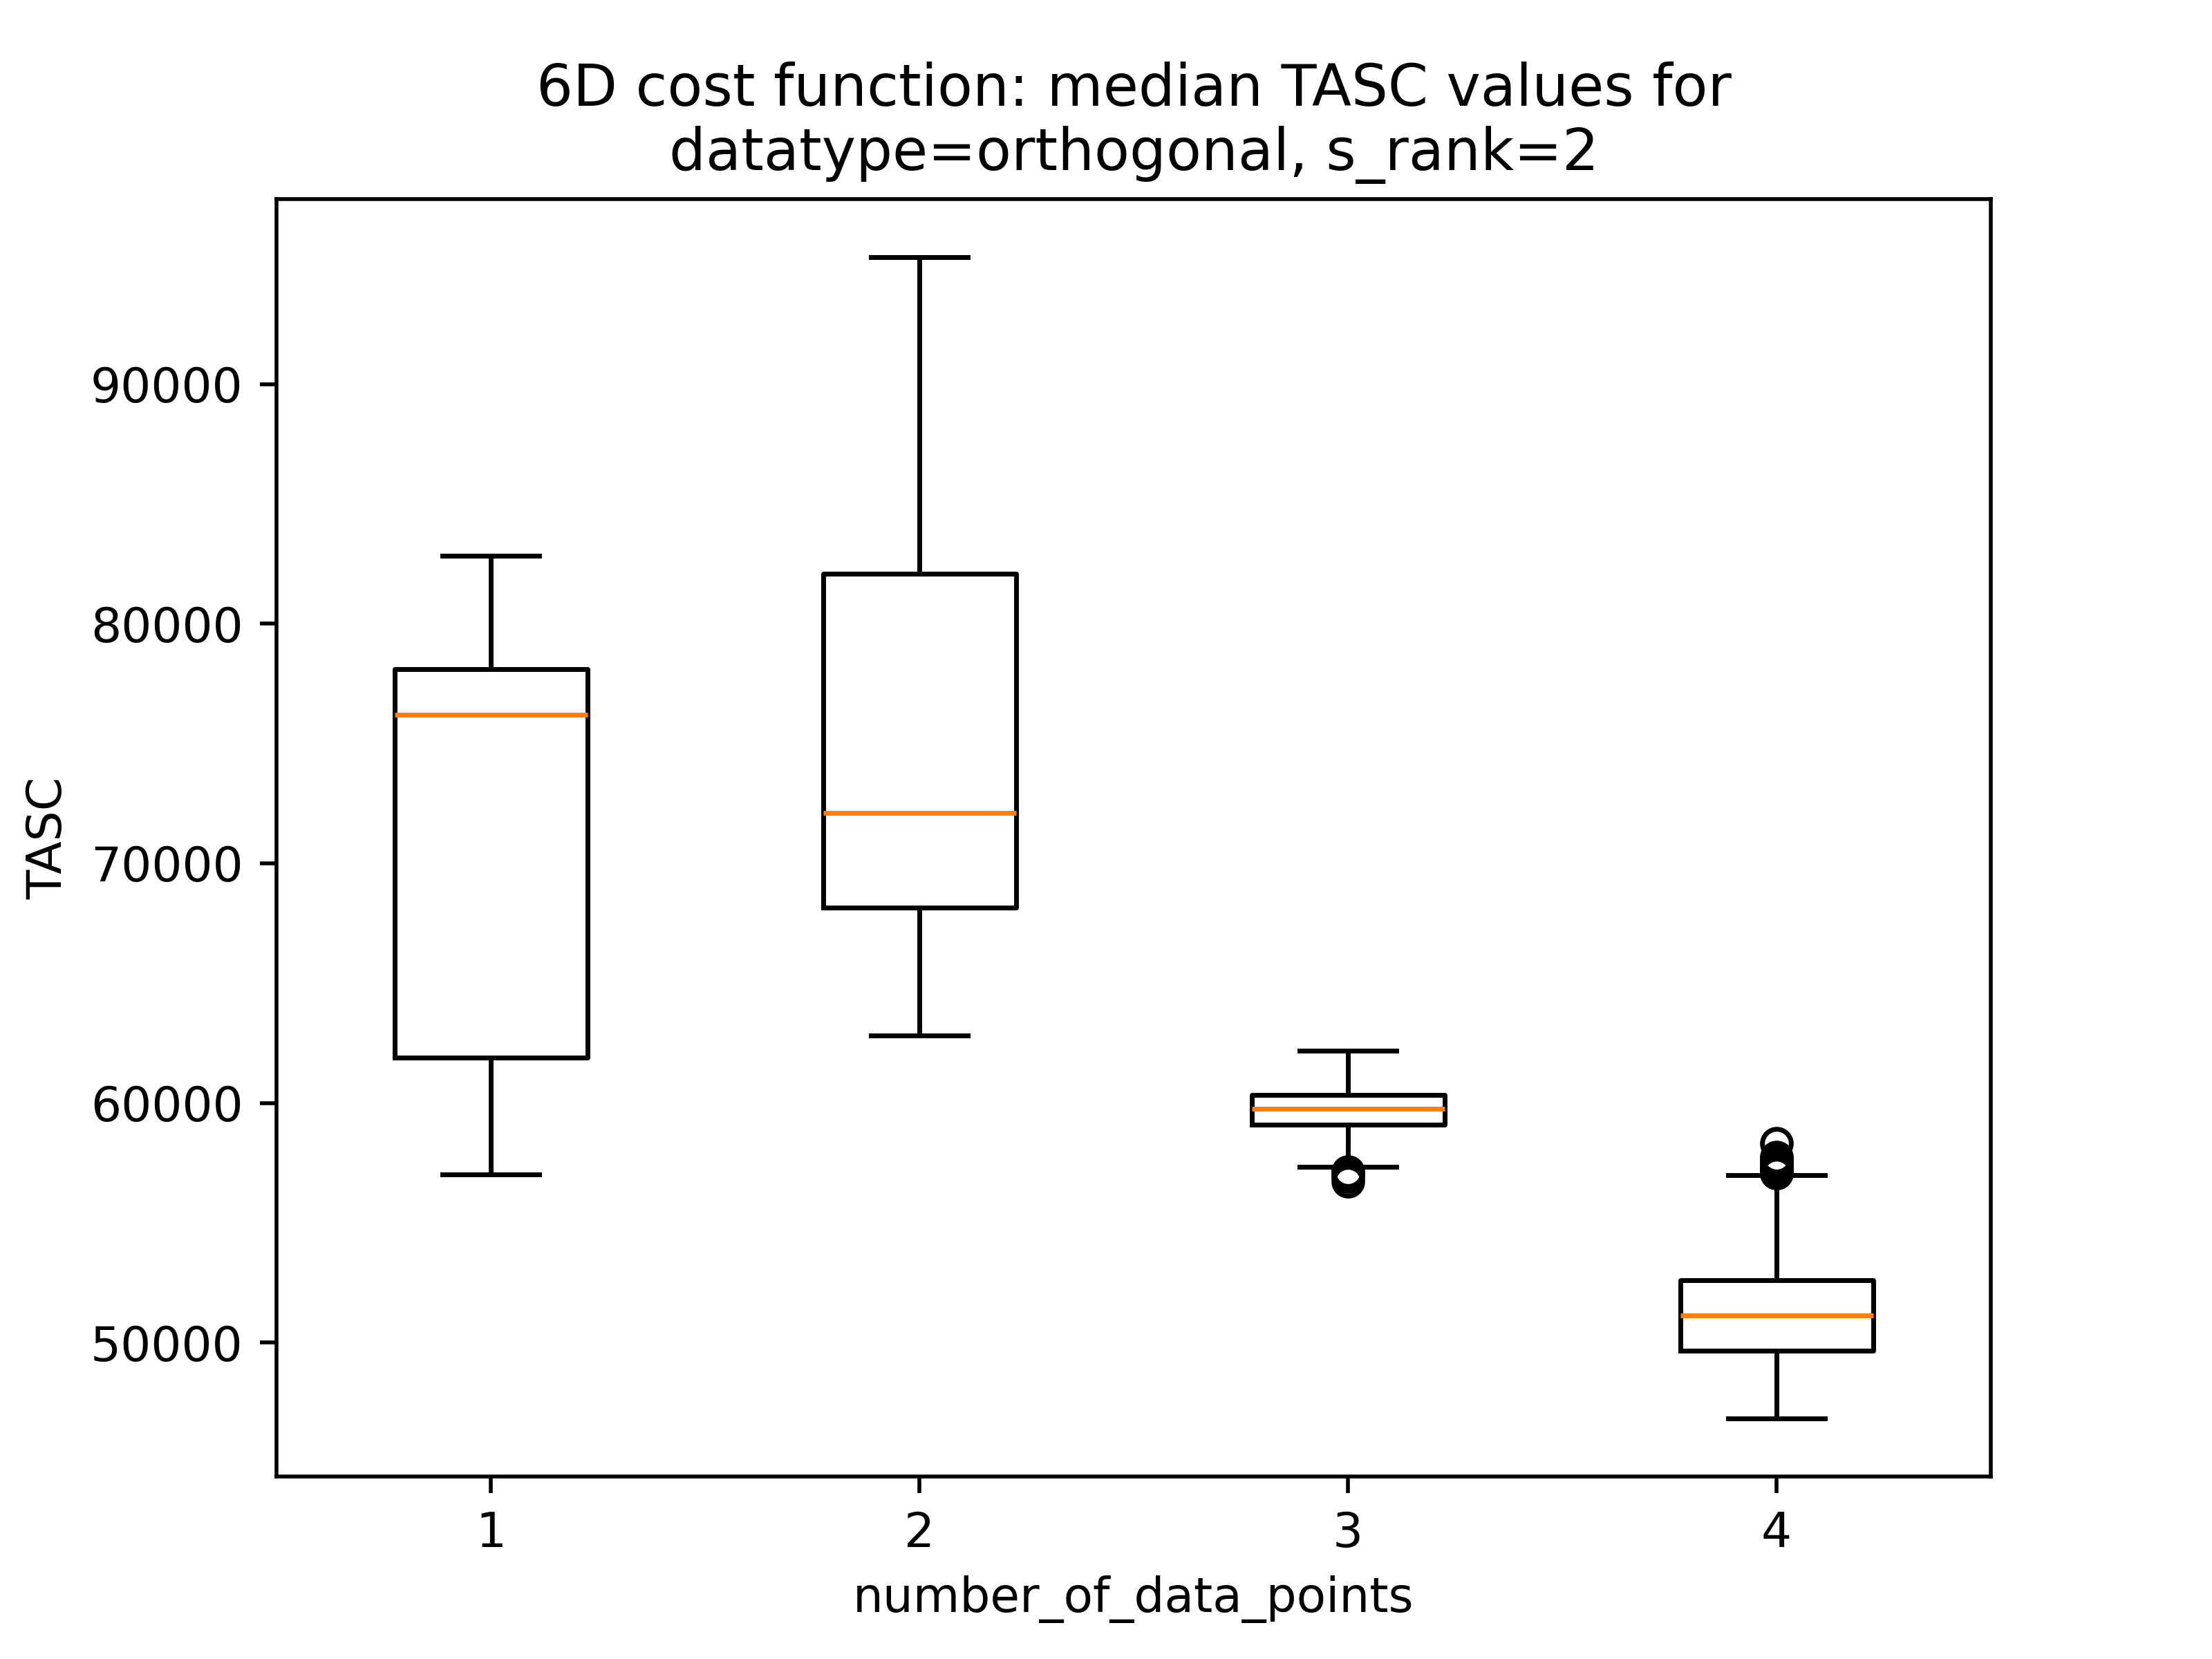 6D cost function: median TASC values for
datatype=orthogonal, s_rank=2
TASC
90000
80000
70000
60000
50000
1 2 3 4
number_of_data_points